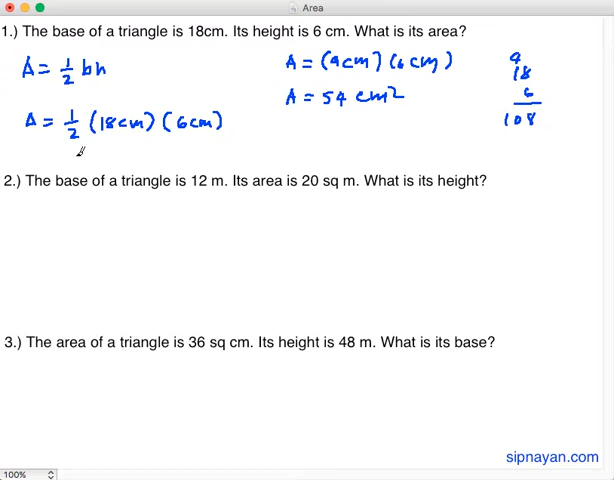 Area
1.) The base of a triangle is 18cm. Its height is 6 cm. What is its area?
A = 1/2 bh
A = 1/2 (18cm) (6cm)
A = (9cm) (6cm)
A = 54 cm²
9
18
6
108
2.) The base of a triangle is 12 m. Its area is 20 sq m. What is its height?
3.) The area of a triangle is 36 sq cm. Its height is 48 m. What is its base?
sipnayan.com
100%